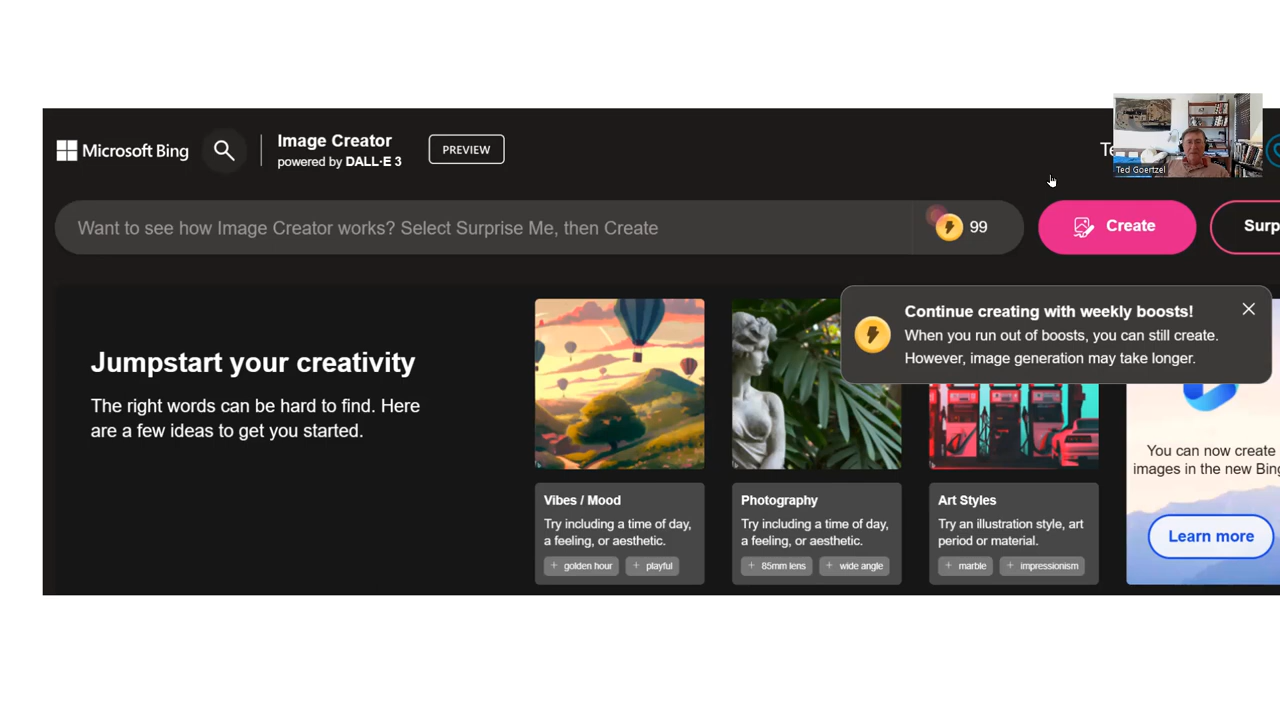 Microsoft Bing
Image Creator
powered by DALL·E 3
PREVIEW
Te
Ted Goertzel
Want to see how Image Creator works? Select Surprise Me, then Create
99
Create
Surp
Continue creating with weekly boosts!
When you run out of boosts, you can still create.
However, image generation may take longer.
Jumpstart your creativity
The right words can be hard to find. Here
are a few ideas to get you started.
Vibes / Mood
Try including a time of day,
a feeling, or aesthetic.
+ golden hour
+ playful
Photography
Try including a time of day,
a feeling, or aesthetic.
+ 85mm lens
+ wide angle
Art Styles
Try an illustration style, art
period or material.
+ marble
+ impressionism
You can now create
images in the new Bing
Learn more